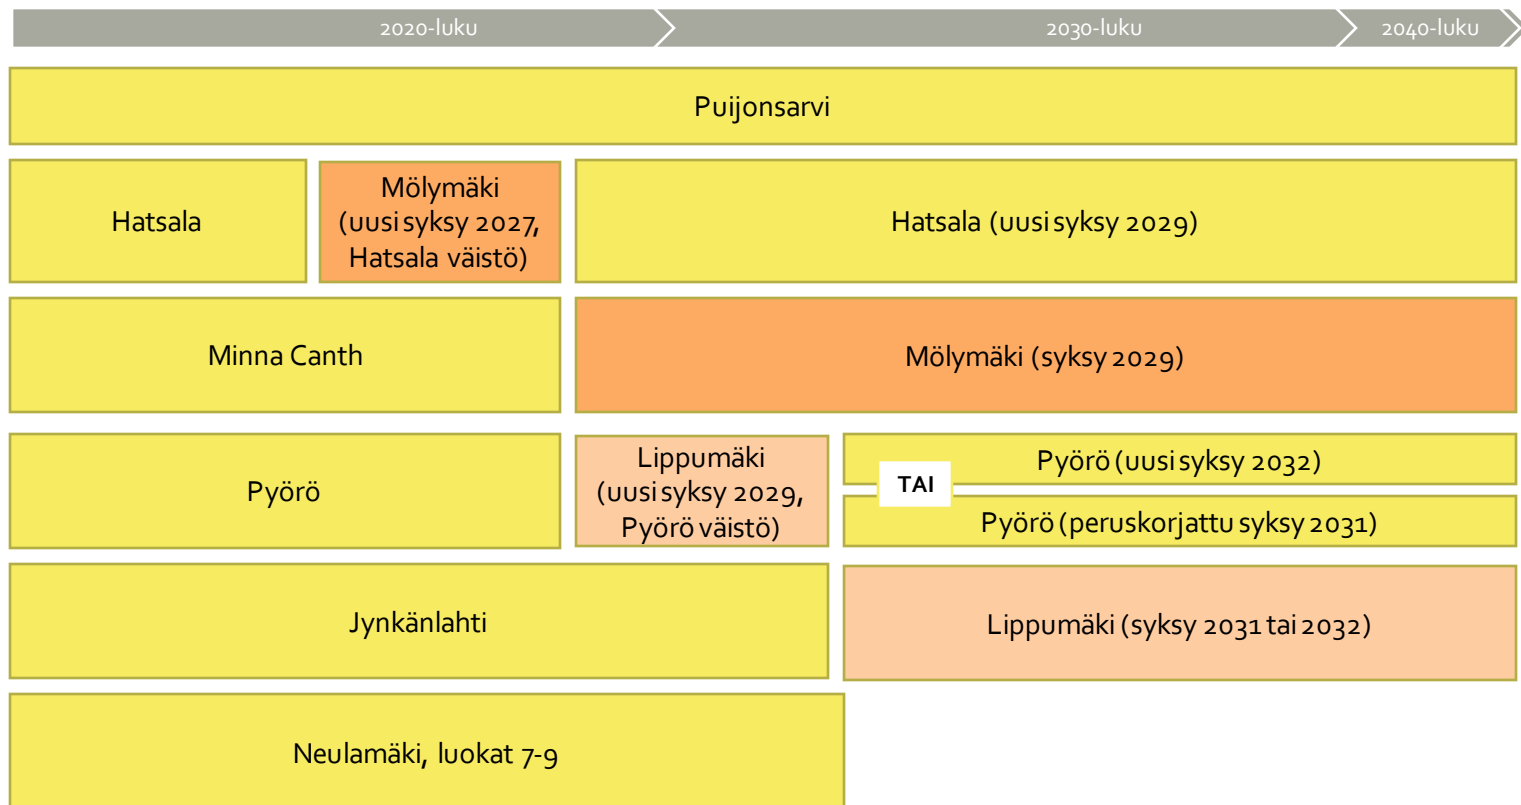 2020-luku
2030-luku
2040-luku
Puijonsarvi
Hatsala
Mölymäki
(uusi syksy 2027,
Hatsala väistö)
Hatsala (uusi syksy 2029)
Minna Canth
Mölymäki (syksy 2029)
Pyörö
Lippumäki
(uusi syksy 2029,
Pyörö väistö)
TAI
Pyörö (uusi syksy 2032)
Pyörö (peruskorjattu syksy 2031)
Jynkänlahti
Lippumäki (syksy 2031 tai 2032)
Neulamäki, luokat 7-9